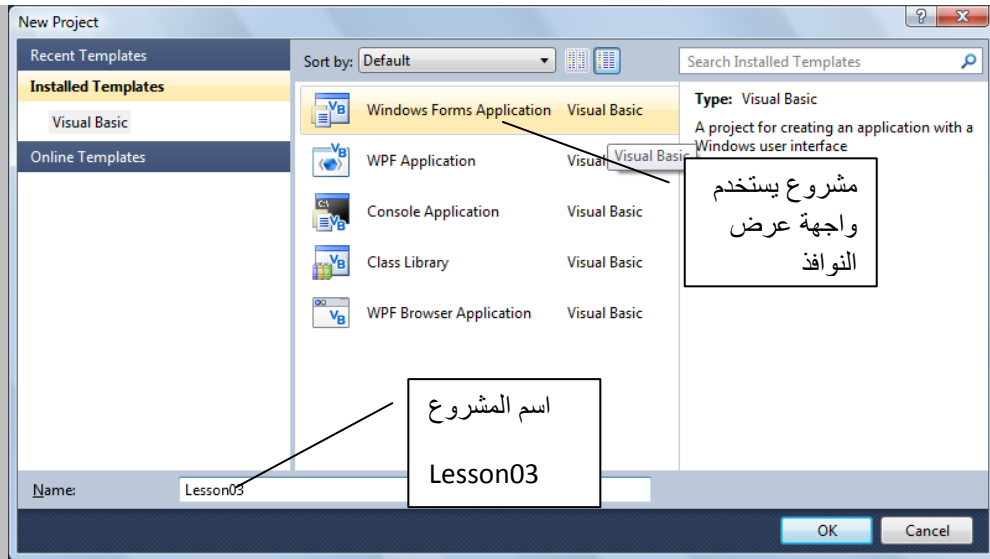 New Project
Recent Templates
Installed Templates
Visual Basic
Online Templates
Sort by: Default
Search Installed Templates
Windows Forms Application Visual Basic
WPF Application Visual
Visual Basic
Console Application Visual Basic
Class Library Visual Basic
WPF Browser Application Visual Basic
Type: Visual Basic
A project for creating an application with a
Windows user interface
مشروع يستخدم
واجهة عرض
النوافذ
اسم المشروع
Lesson03
Name: Lesson03
OK Cancel